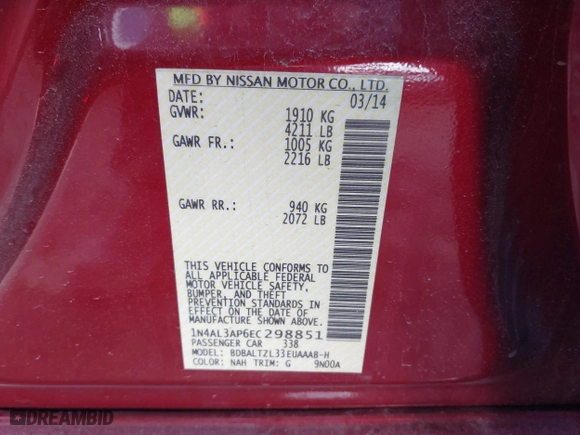 MFD BY NISSAN MOTOR CO., LTD.
DATE: 03/14
GVWR: 1910 KG
4211 LB
GAWR FR.: 1005 KG
2216 LB
GAWR RR.: 940 KG
2072 LB
THIS VEHICLE CONFORMS TO
ALL APPLICABLE FEDERAL
MOTOR VEHICLE SAFETY,
BUMPER, AND THEFT
PREVENTION STANDARDS IN
EFFECT ON THE DATE OF
MANUFACTURE SHOWN ABOVE.
1N4AL3AP6EC298851
PASSENGER CAR 338
MODEL: BDBALTZL33EUAAAB-H
COLOR: NAH TRIM: G 9N00A
DREAMBID